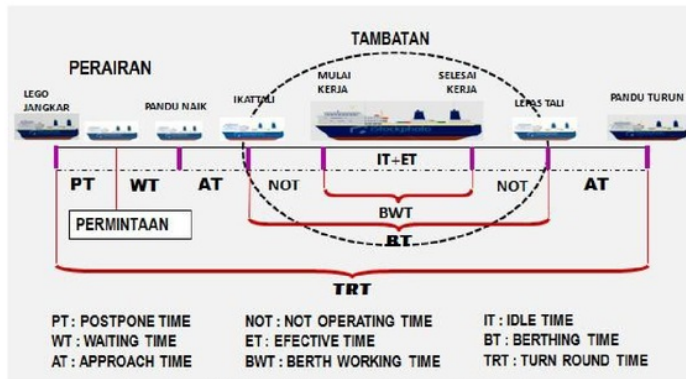 TAMBATAN
PERAIRAN
LEGO
JANGKAR
PANDU NAIK
IKATTALI
MULAI
KERJA
SELESAI
KERJA
LEPAS TALI
PANDU TURUN
PT
WT
AT
NOT
IT+ET
NOT
AT
PERMINTAAN
BWT
BT
TRT
PT : POSTPONE TIME
WT : WAITING TIME
AT : APPROACH TIME
NOT : NOT OPERATING TIME
ET : EFECTIVE TIME
BWT : BERTH WORKING TIME
IT : IDLE TIME
BT : BERTHING TIME
TRT : TURN ROUND TIME